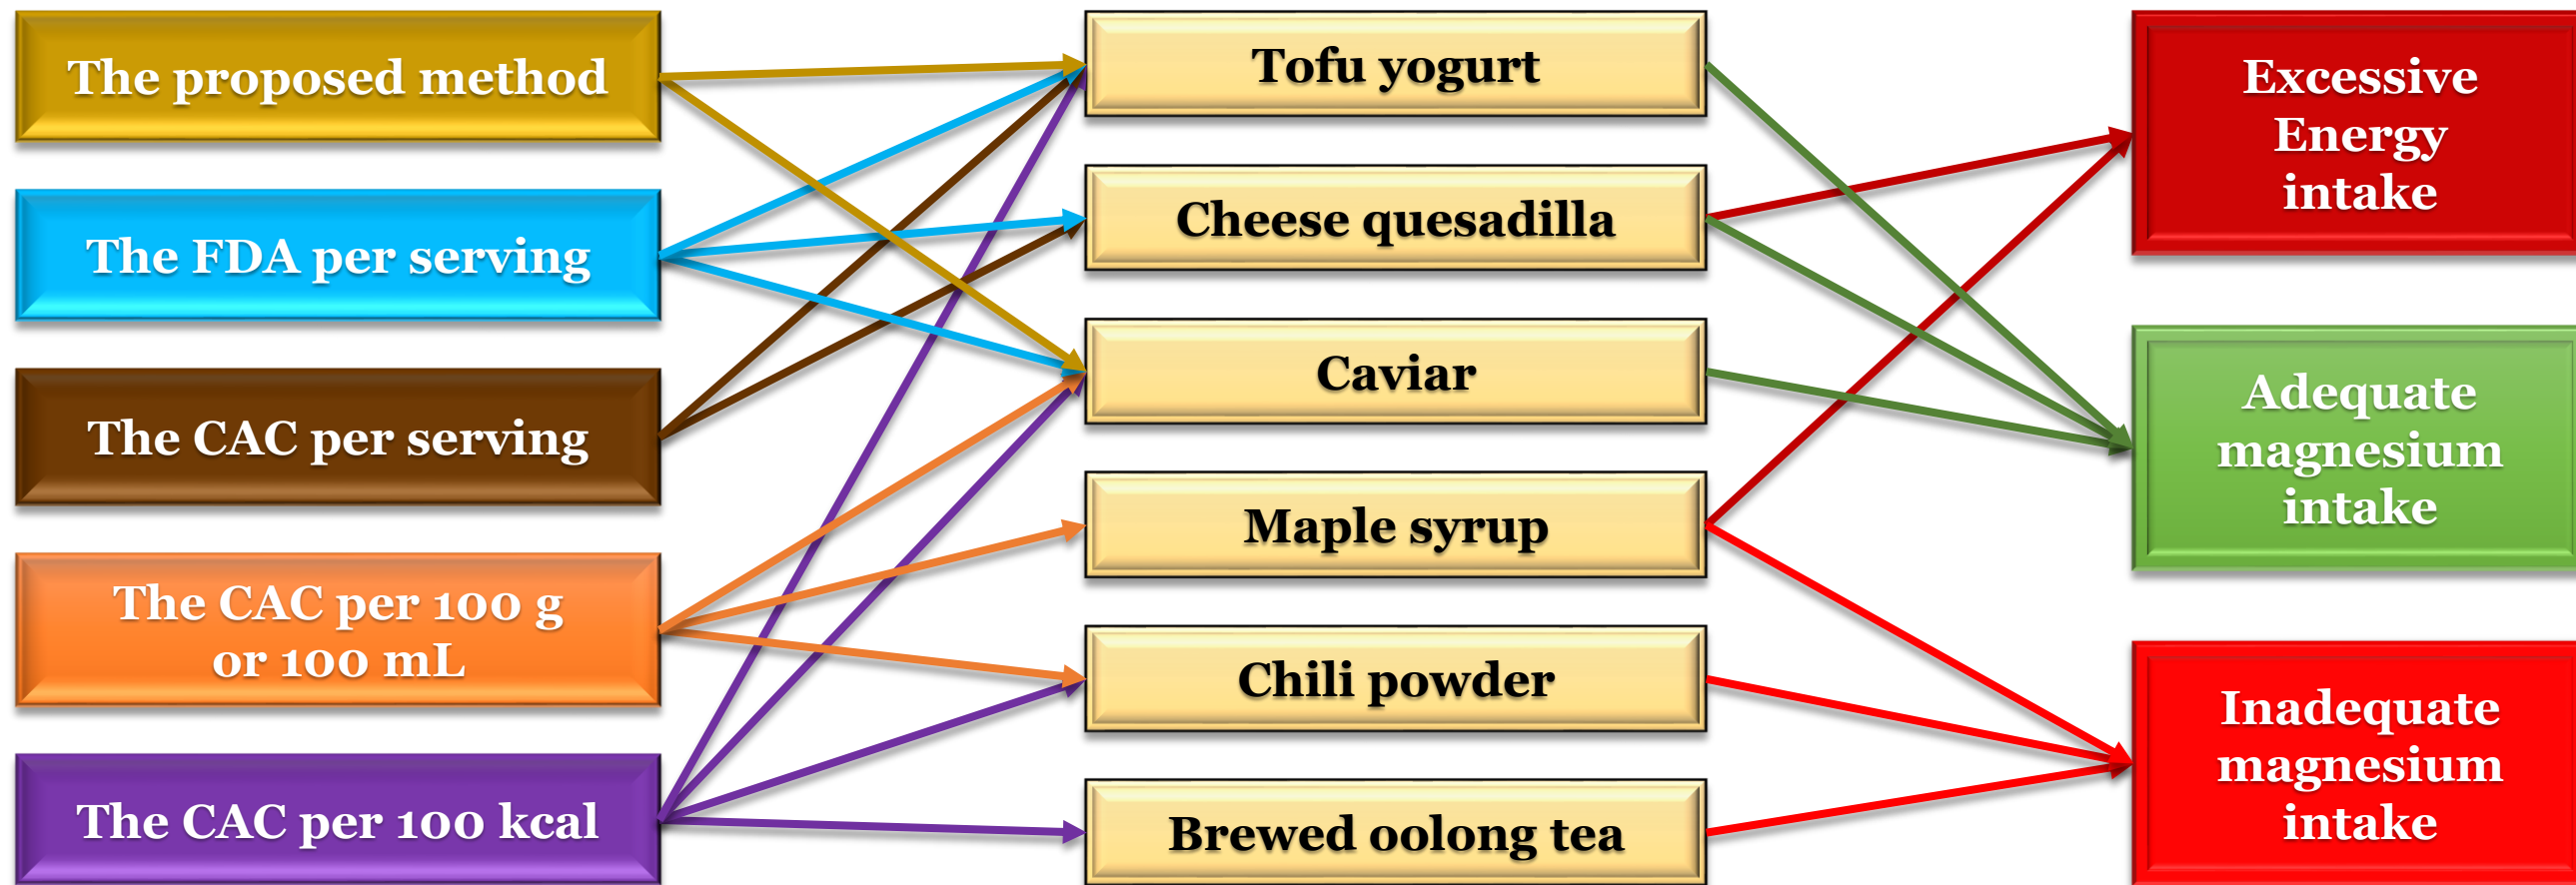 The proposed method
The FDA per serving
The CAC per serving
The CAC per 100 g
or 100 mL
The CAC per 100 kcal
Tofu yogurt
Cheese quesadilla
Caviar
Maple syrup
Chili powder
Brewed oolong tea
Excessive
Energy
intake
Adequate
magnesium
intake
Inadequate
magnesium
intake